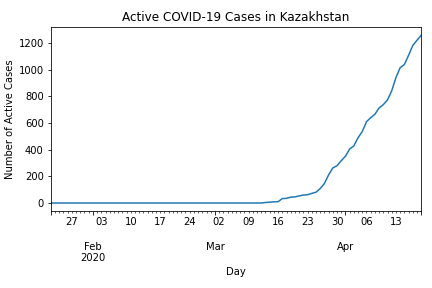 Active COVID-19 Cases in Kazakhstan
Number of Active Cases
1200
1000
800
600
400
200
0
27 03 10 17 24 02 09 16 23 30 06 13
Feb Mar Apr
2020
Day